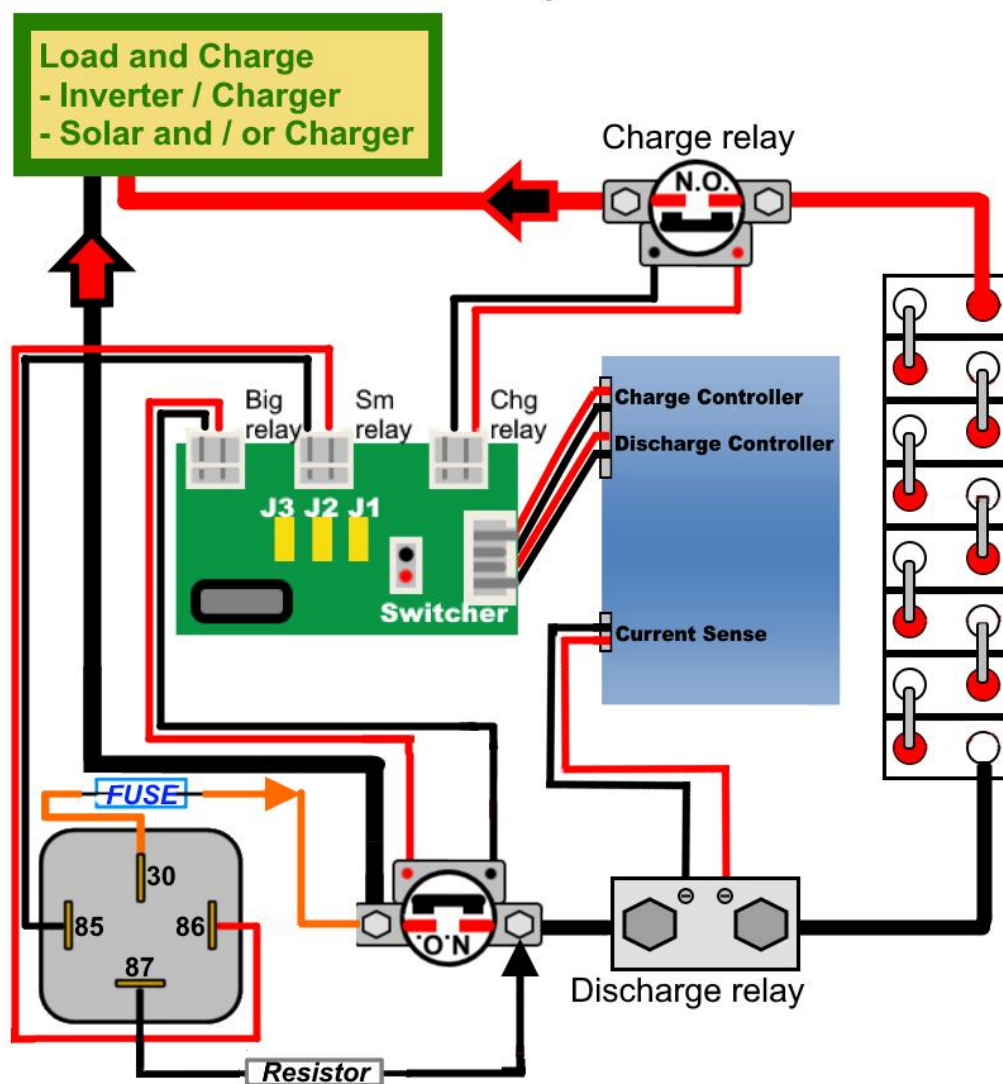 Load and Charge
- Inverter / Charger
- Solar and / or Charger
Charge relay
N.O.
Big relay
Sm relay
Chg relay
Charge Controller
Discharge Controller
J3 J2 J1
Switcher
Current Sense
FUSE
30
85
86
87
N.O.
Discharge relay
Resistor